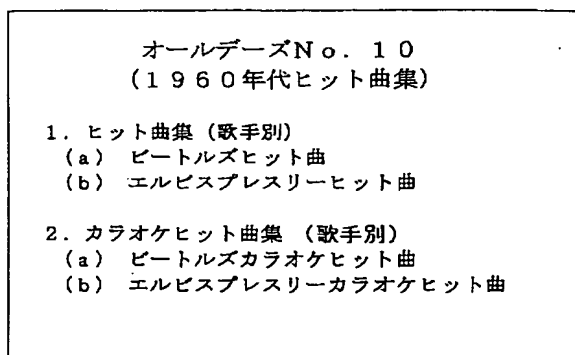 オールデーズNo．10
（1960年代ヒット曲集）
1．ヒット曲集（歌手別）
（a） ビートルズヒット曲
（b） エルビスプレスリーヒット曲
2．カラオケヒット曲集 （歌手別）
（a） ビートルズカラオケヒット曲
（b） エルビスプレスリーカラオケヒット曲